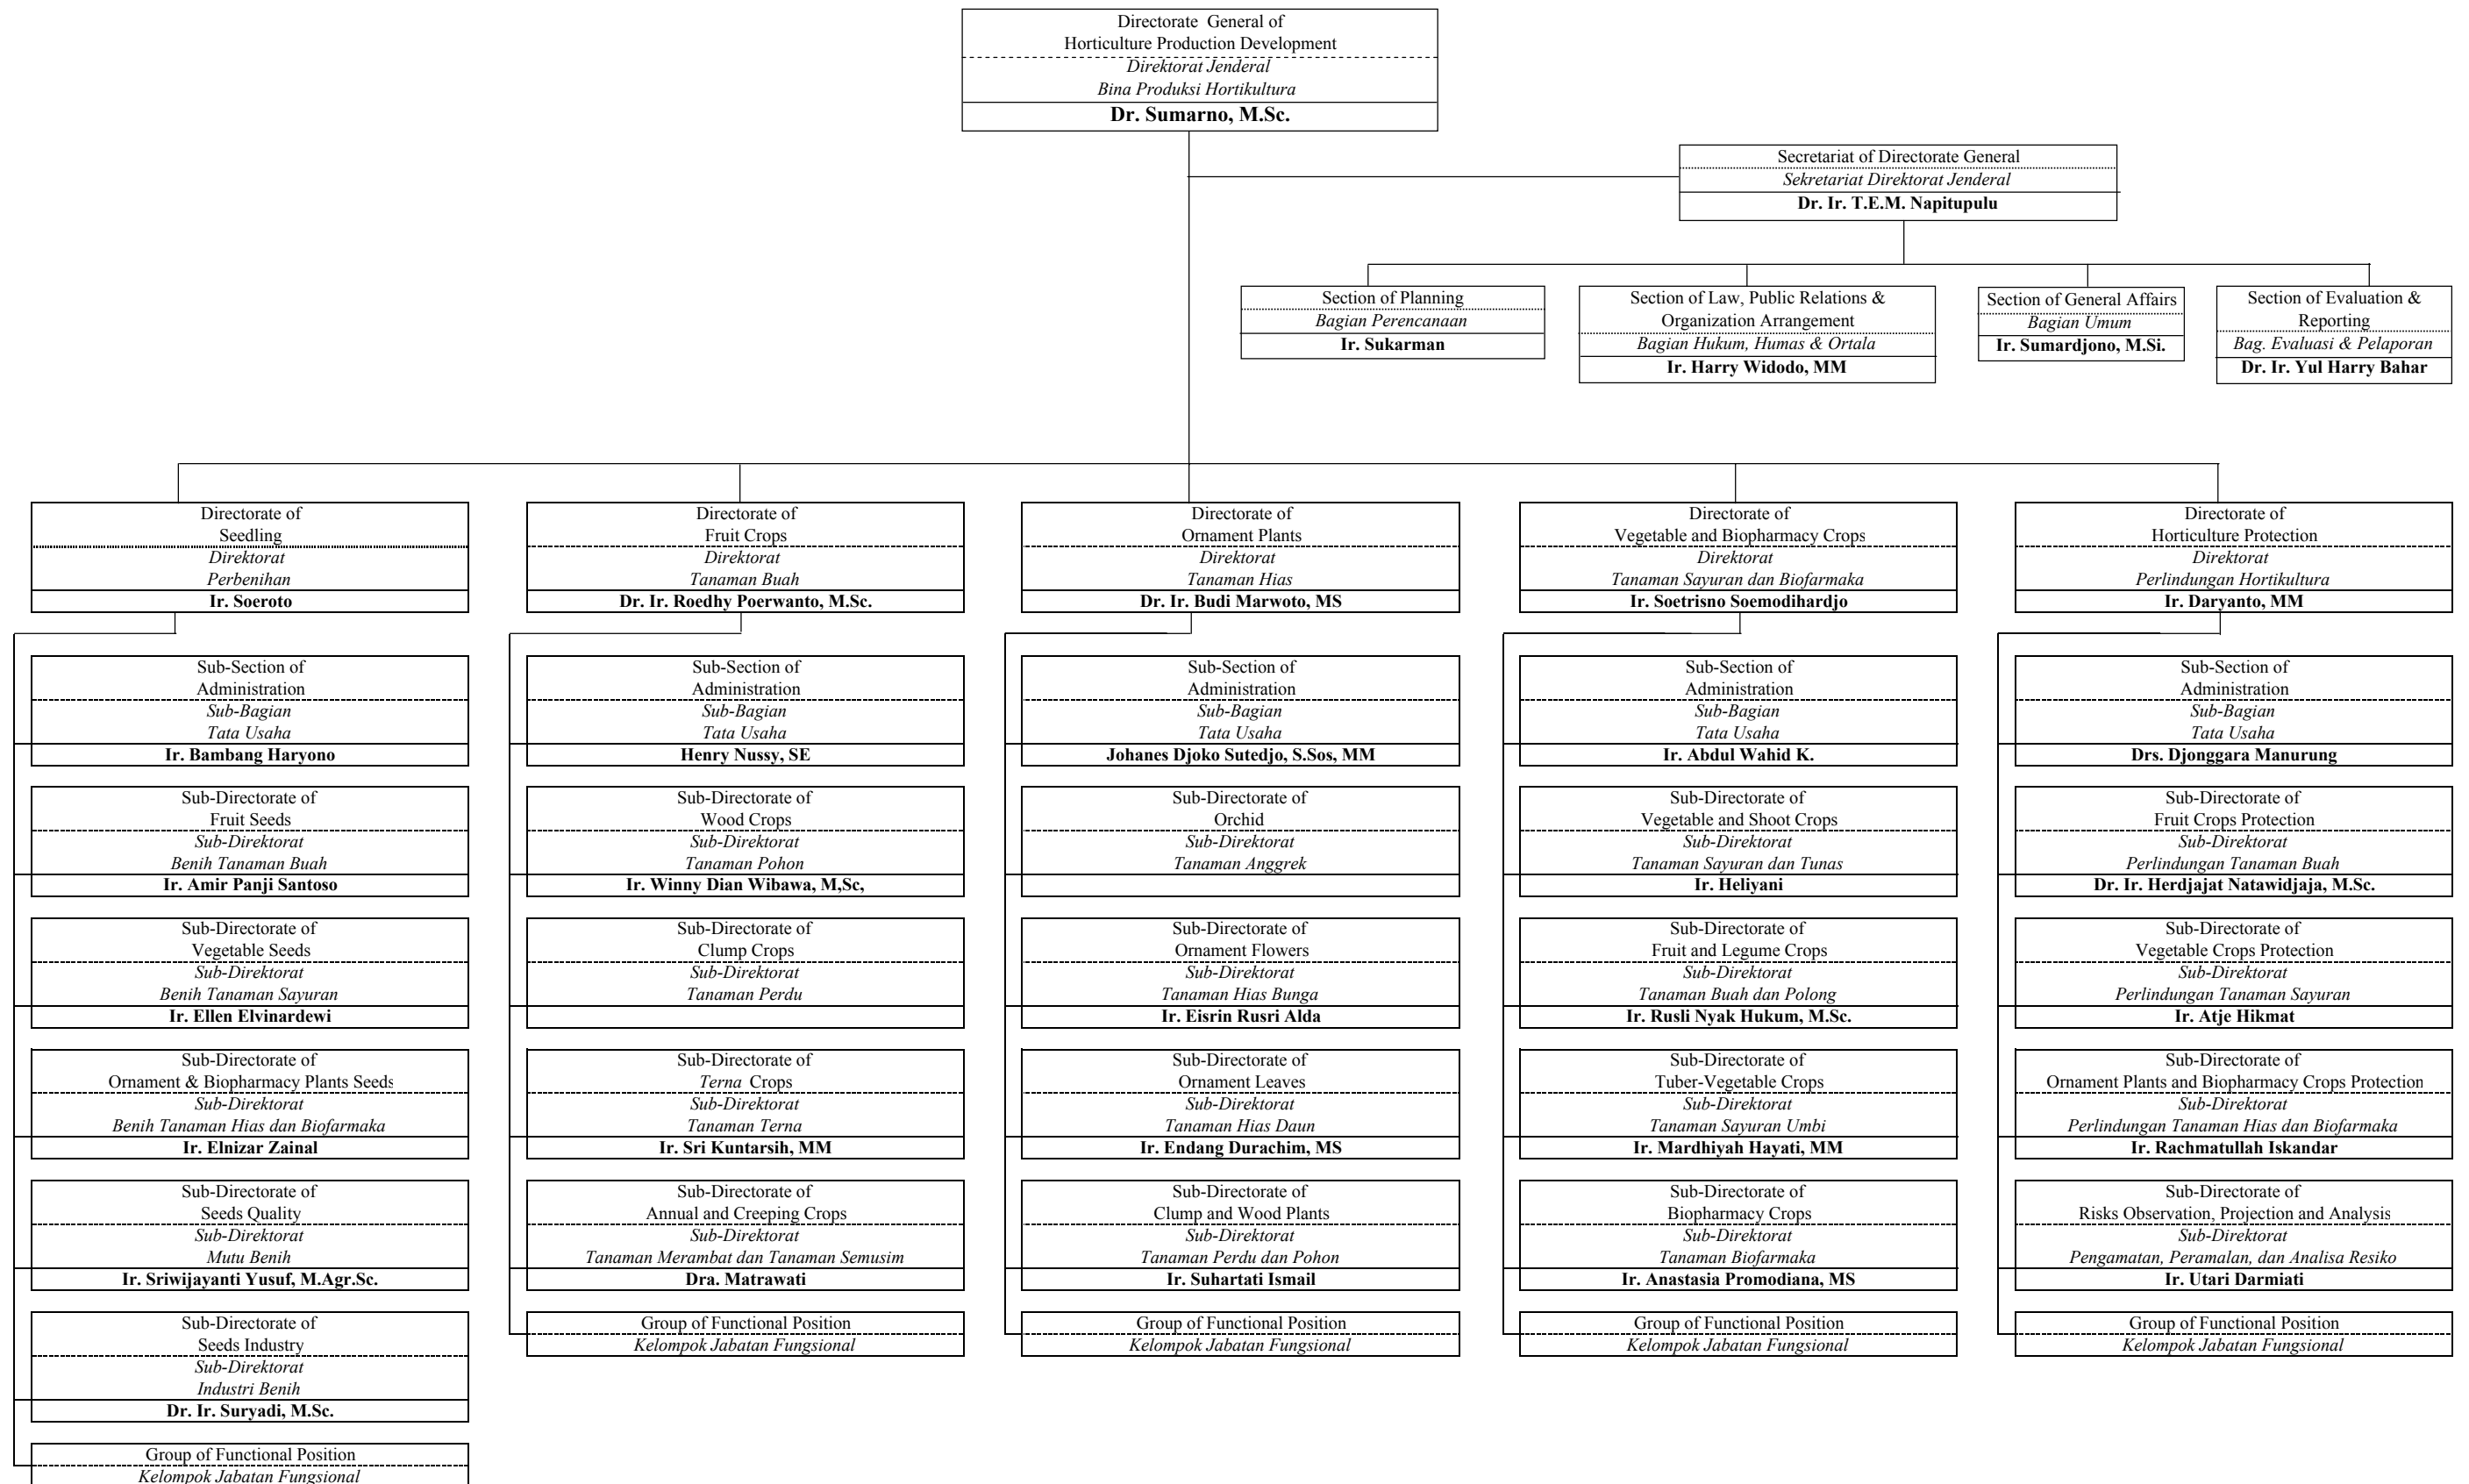 Directorate General of
Horticulture Production Development
Direktorat Jenderal
Bina Produksi Hortikultura
Dr. Sumarno, M.Sc.
Secretariat of Directorate General
Sekretariat Direktorat Jenderal
Dr. Ir. T.E.M. Napitupulu
Section of Planning
Bagian Perencanaan
Ir. Sukarman
Section of Law, Public Relations &
Organization Arrangement
Bagian Hukum, Humas & Ortala
Ir. Harry Widodo, MM
Section of General Affairs
Bagian Umum
Ir. Sumardjono, M.Si.
Section of Evaluation &
Reporting
Bag. Evaluasi & Pelaporan
Dr. Ir. Yul Harry Bahar
Directorate of
Seedling
Direktorat
Perbenihan
Ir. Soeroto
Sub-Section of
Administration
Sub-Bagian
Tata Usaha
Ir. Bambang Haryono
Sub-Directorate of
Fruit Seeds
Sub-Direktorat
Benih Tanaman Buah
Ir. Amir Panji Santoso
Sub-Directorate of
Vegetable Seeds
Sub-Direktorat
Benih Tanaman Sayuran
Ir. Ellen Elvinardewi
Sub-Directorate of
Ornament & Biopharmacy Plants Seeds
Sub-Direktorat
Benih Tanaman Hias dan Biofarmaka
Ir. Elnizar Zainal
Sub-Directorate of
Seeds Quality
Sub-Direktorat
Mutu Benih
Ir. Sriwijayanti Yusuf, M.Agr.Sc.
Sub-Directorate of
Seeds Industry
Sub-Direktorat
Industri Benih
Dr. Ir. Suryadi, M.Sc.
Group of Functional Position
Kelompok Jabatan Fungsional
Directorate of
Fruit Crops
Direktorat
Tanaman Buah
Dr. Ir. Roedhy Poerwanto, M.Sc.
Sub-Section of
Administration
Sub-Bagian
Tata Usaha
Henry Nussy, SE
Sub-Directorate of
Wood Crops
Sub-Direktorat
Tanaman Pohon
Ir. Winny Dian Wibawa, M,Sc,
Sub-Directorate of
Clump Crops
Sub-Direktorat
Tanaman Perdu
Sub-Directorate of
Terna Crops
Sub-Direktorat
Tanaman Terna
Ir. Sri Kuntarsih, MM
Sub-Directorate of
Annual and Creeping Crops
Sub-Direktorat
Tanaman Merambat dan Tanaman Semusim
Dra. Matrawati
Group of Functional Position
Kelompok Jabatan Fungsional
Directorate of
Ornament Plants
Direktorat
Tanaman Hias
Dr. Ir. Budi Marwoto, MS
Sub-Section of
Administration
Sub-Bagian
Tata Usaha
Johanes Djoko Sutedjo, S.Sos, MM
Sub-Directorate of
Orchid
Sub-Direktorat
Tanaman Anggrek
Sub-Directorate of
Ornament Flowers
Sub-Direktorat
Tanaman Hias Bunga
Ir. Eisrin Rusri Alda
Sub-Directorate of
Ornament Leaves
Sub-Direktorat
Tanaman Hias Daun
Ir. Endang Durachim, MS
Sub-Directorate of
Clump and Wood Plants
Sub-Direktorat
Tanaman Perdu dan Pohon
Ir. Suhartati Ismail
Group of Functional Position
Kelompok Jabatan Fungsional
Directorate of
Vegetable and Biopharmacy Crops
Direktorat
Tanaman Sayuran dan Biofarmaka
Ir. Soetrisno Soemodihardjo
Sub-Section of
Administration
Sub-Bagian
Tata Usaha
Ir. Abdul Wahid K.
Sub-Directorate of
Vegetable and Shoot Crops
Sub-Direktorat
Tanaman Sayuran dan Tunas
Ir. Heliyani
Sub-Directorate of
Fruit and Legume Crops
Sub-Direktorat
Tanaman Buah dan Polong
Ir. Rusli Nyak Hukum, M.Sc.
Sub-Directorate of
Tuber-Vegetable Crops
Sub-Direktorat
Tanaman Sayuran Umbi
Ir. Mardhiyah Hayati, MM
Sub-Directorate of
Biopharmacy Crops
Sub-Direktorat
Tanaman Biofarmaka
Ir. Anastasia Promodiana, MS
Group of Functional Position
Kelompok Jabatan Fungsional
Directorate of
Horticulture Protection
Direktorat
Perlindungan Hortikultura
Ir. Daryanto, MM
Sub-Section of
Administration
Sub-Bagian
Tata Usaha
Drs. Djonggara Manurung
Sub-Directorate of
Fruit Crops Protection
Sub-Direktorat
Perlindungan Tanaman Buah
Dr. Ir. Herdjajat Natawidjaja, M.Sc.
Sub-Directorate of
Vegetable Crops Protection
Sub-Direktorat
Perlindungan Tanaman Sayuran
Ir. Atje Hikmat
Sub-Directorate of
Ornament Plants and Biopharmacy Crops Protection
Sub-Direktorat
Perlindungan Tanaman Hias dan Biofarmaka
Ir. Rachmatullah Iskandar
Sub-Directorate of
Risks Observation, Projection and Analysis
Sub-Direktorat
Pengamatan, Peramalan, dan Analisa Resiko
Ir. Utari Darmiati
Group of Functional Position
Kelompok Jabatan Fungsional